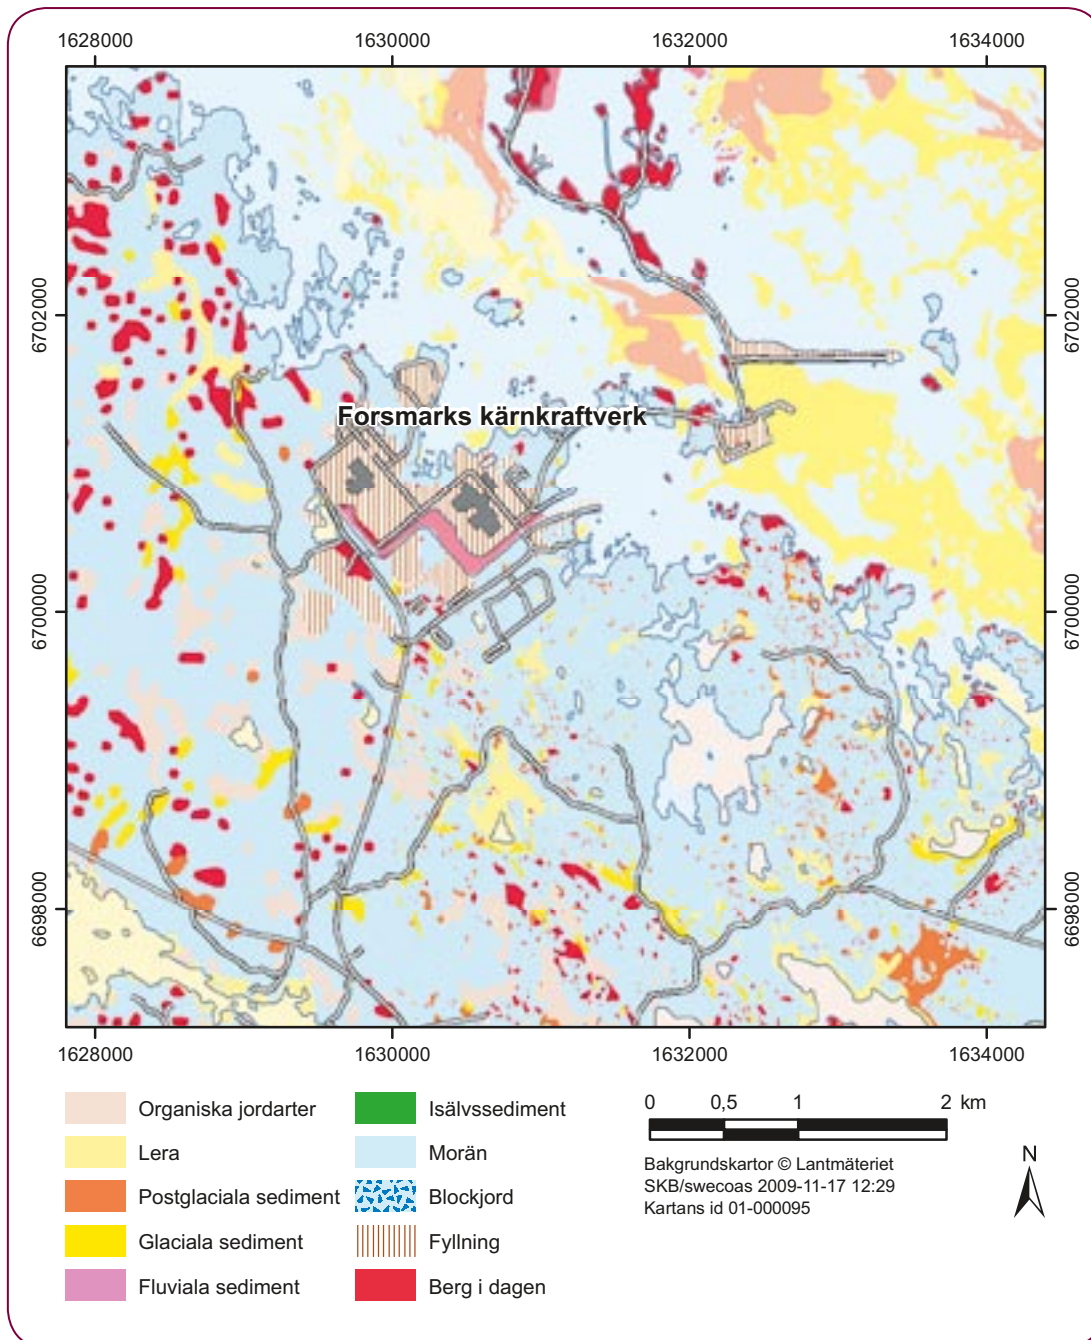 1628000 1630000 1632000 1634000
6702000 6702000
Forsmarks kärnkraftverk
6700000 6700000
6698000 6698000
1628000 1630000 1632000 1634000
Organiska jordarter
Lera
Postglaciala sediment
Glaciala sediment
Fluviala sediment
Isälvssediment
Morän
Blockjord
Fyllning
Berg i dagen
0 0,5 1 2 km
Bakgrundskartor © Lantmäteriet
SKB/swecoas 2009-11-17 12:29
Kartans id 01-000095
N